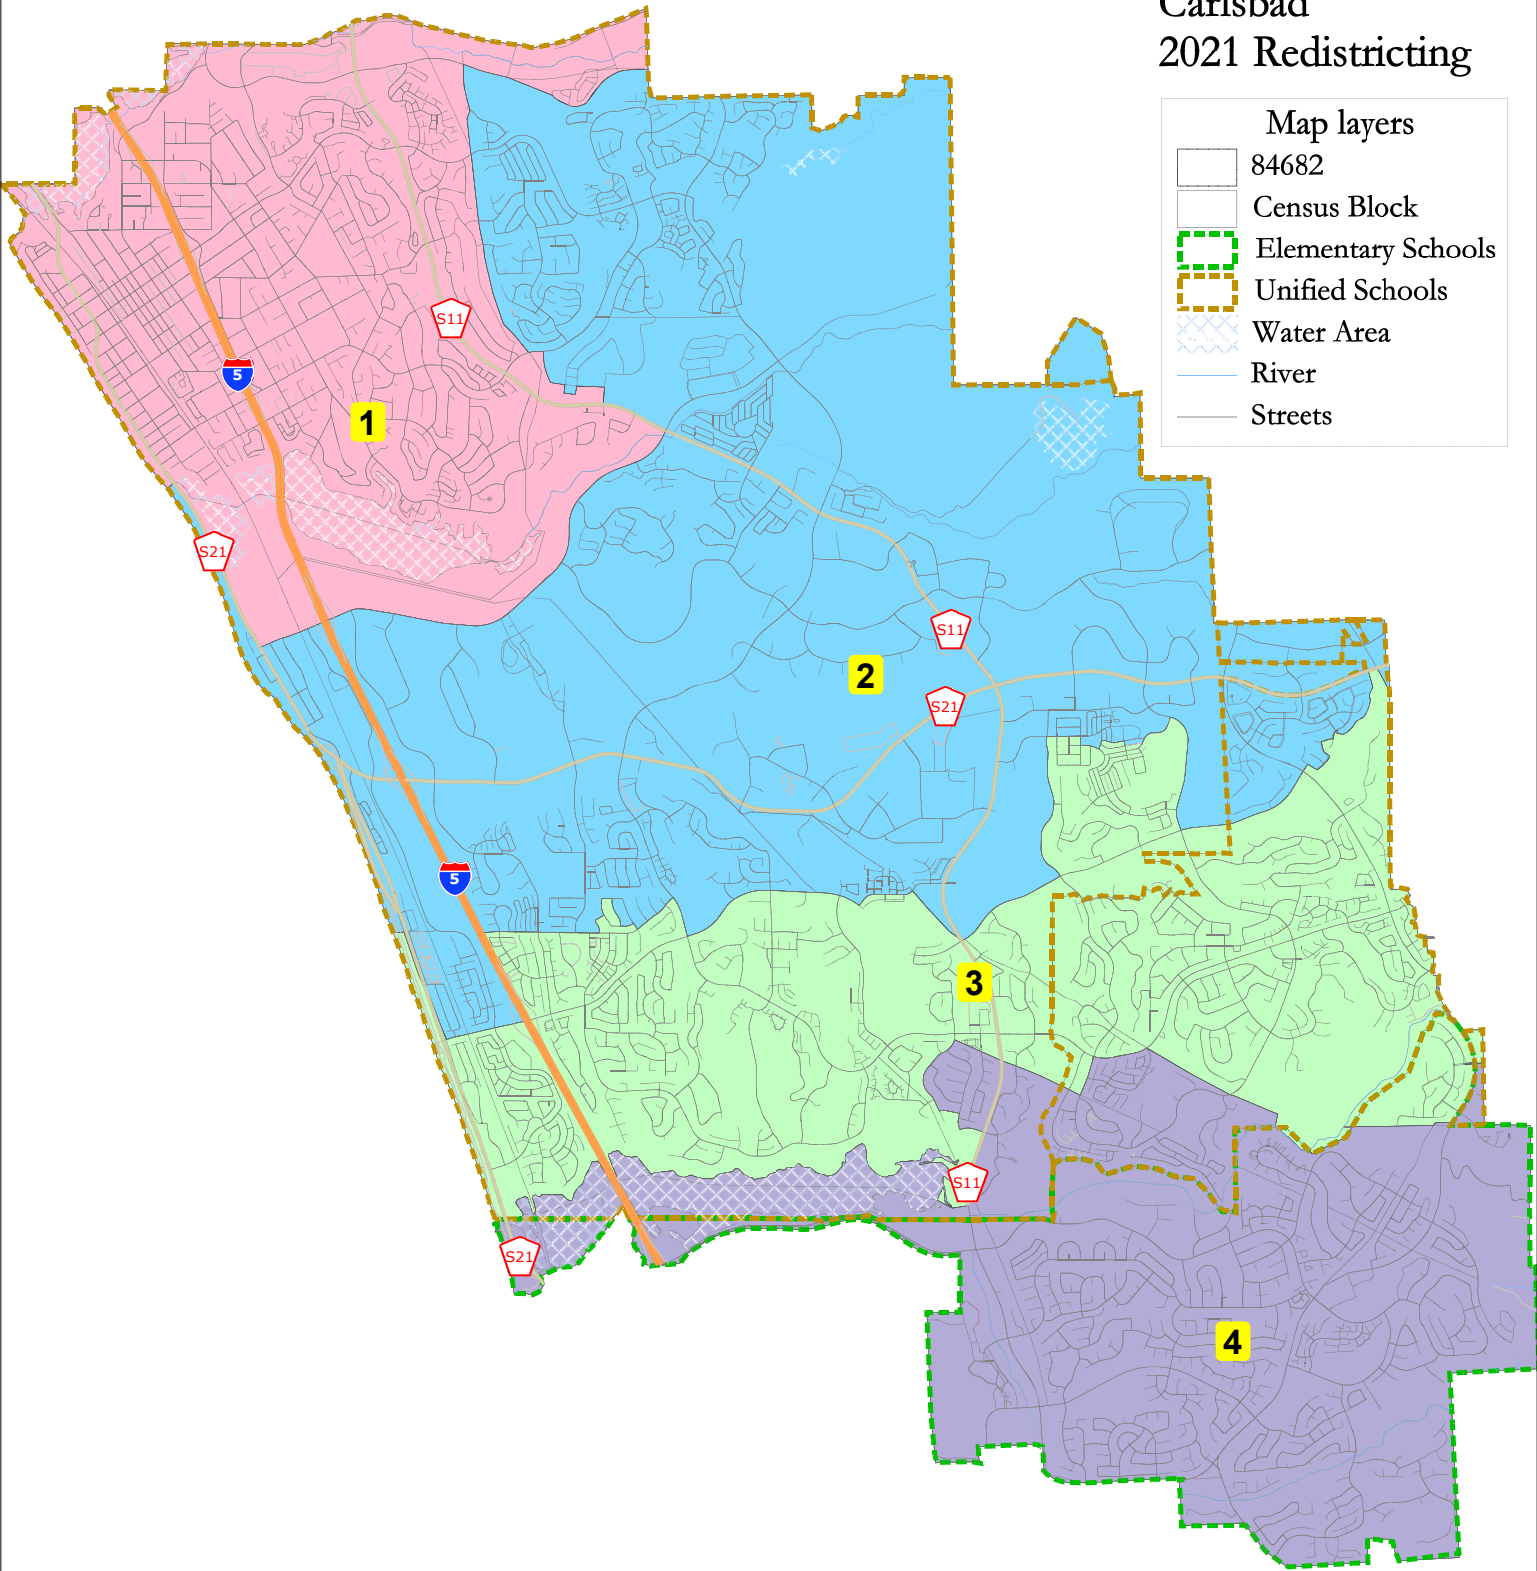 Carlsbad
2021 Redistricting
Map layers
84682
Census Block
Elementary Schools
Unified Schools
Water Area
River
Streets
S11
5
1
S21
S11
2
S21
5
3
S11
S21
4